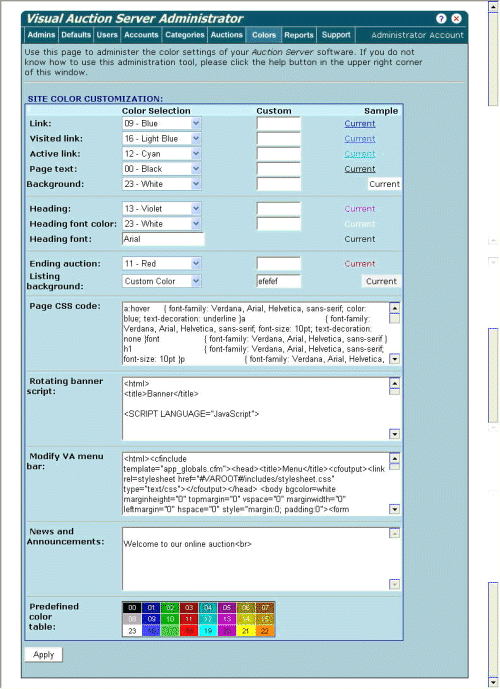 Visual Auction Server Administrator
Admins Defaults Users Accounts Categories Auctions Colors Reports Support Administrator Account
Use this page to administer the color settings of your Auction Server software. If you do not
know how to use this administration tool, please click the help button in the upper right corner
of this window.
SITE COLOR CUSTOMIZATION:
Color Selection Custom Sample
Link: 09 - Blue Current
Visited link: 16 - Light Blue Current
Active link: 12 - Cyan Current
Page text: 00 - Black Current
Background: 23 - White Current
Heading: 13 - Violet Current
Heading font color: 23 - White Current
Heading font: Arial Current
Ending auction: 11 - Red Current
Listing
background: Custom Color efefef Current
Page CSS code: a:hover { font-family: Verdana, Arial, Helvetica, sans-serif; color:
blue; text-decoration: underline }a { font-family:
Verdana, Arial, Helvetica, sans-serif; font-size: 10pt; text-decoration:
none }font { font-family: Verdana, Arial, Helvetica, sans-serif }
h1 { font-family: Verdana, Arial, Helvetica, sans-serif;
font-size: 10pt }p { font-family: Verdana, Arial, Helvetica,
Rotating banner
script:
<html>
<title>Banner</title>
<SCRIPT LANGUAGE="JavaScript">
Modify VA menu
bar:
<html><cfinclude
template="app_globals.cfm"><head><title>Menu</title><cfoutput><link
rel=stylesheet href="#VAROOT#/includes/stylesheet.css"
type="text/css"></cfoutput></head> <body bgcolor=white
marginheight="0" topmargin="0" vspace="0" marginwidth="0"
leftmargin="0" hspace="0" style="margin:0; padding:0"><form
News and
Announcements:
Welcome to our online auction<br>
Predefined
color
table:
00 01 02 03 04 05 06 07
08 09 10 11 12 13 14 15
23 19 20 21 22
Apply